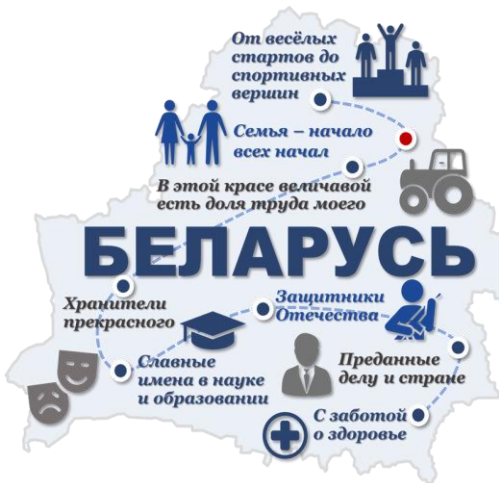 От весёлых
стартов до
спортивных
вершин
Семья – начало
всех начал
В этой красе величавой
есть доля труда моего
БЕЛАРУСЬ
Хранители
прекрасного
Защитники
Отечества
Славные
имена в науке
и образовании
Преданные
делу и стране
С заботой
о здоровье